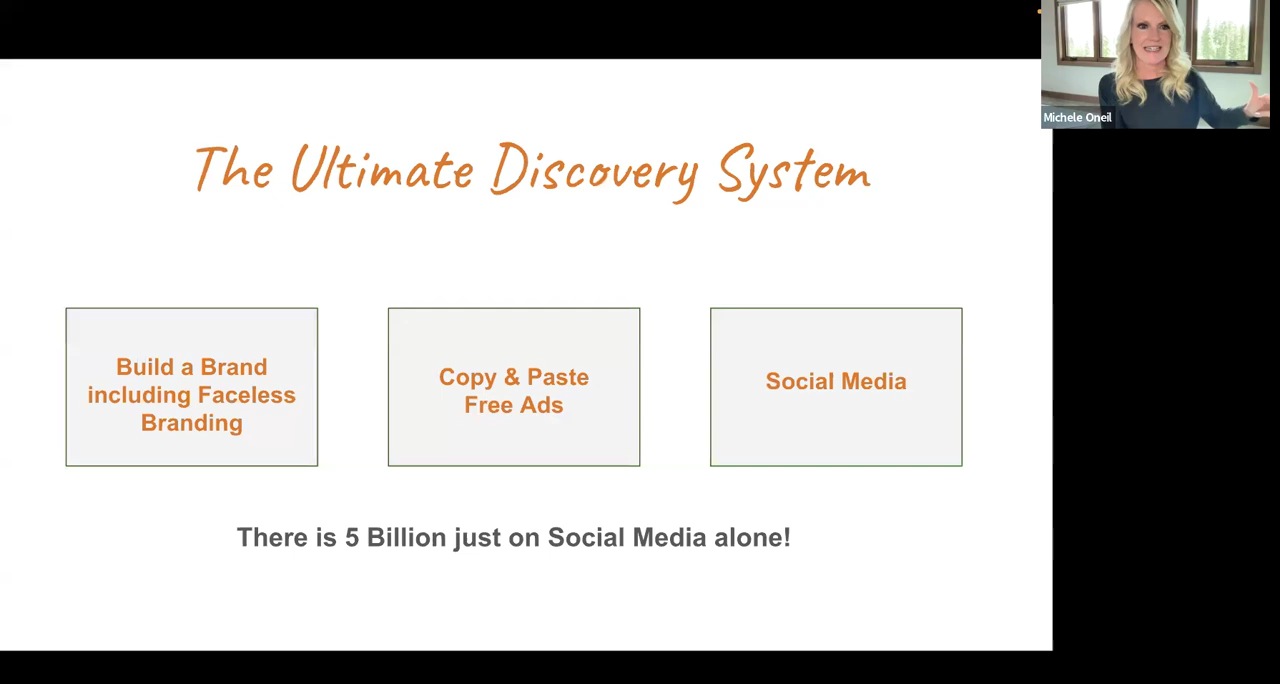 Michele Oneil
The Ultimate Discovery System
Build a Brand
including Faceless
Branding
Copy & Paste
Free Ads
Social Media
There is 5 Billion just on Social Media alone!